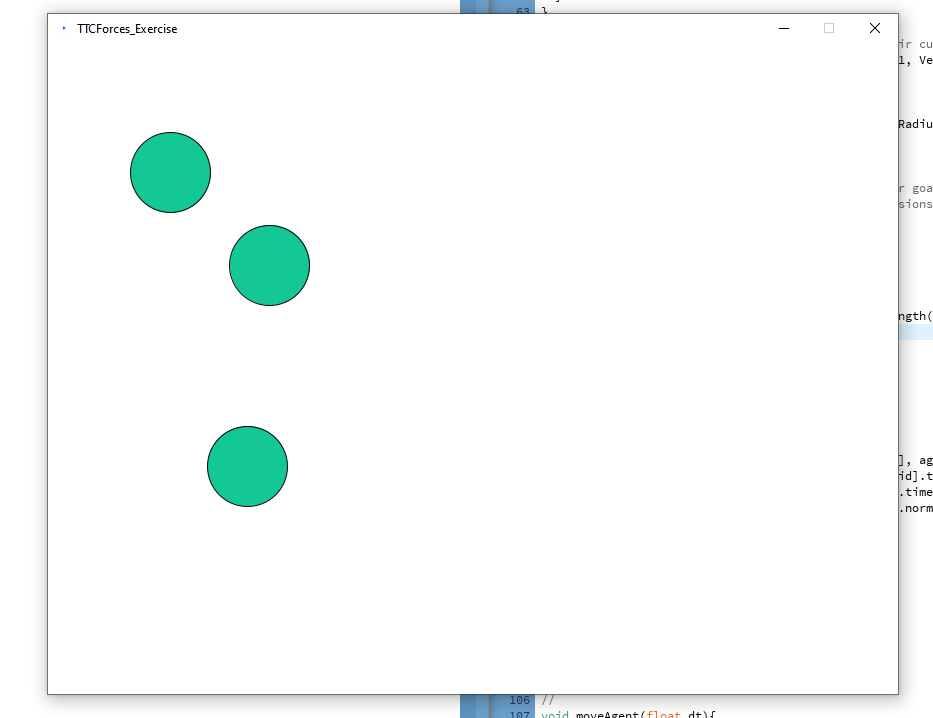 63 }
TTCForces_Exercise
ir cu
1, Ve
Radiu
r goa
sions
ngth(
], ag
id].t
.time
.norm
106 //
107 void moveAgent(float dt){